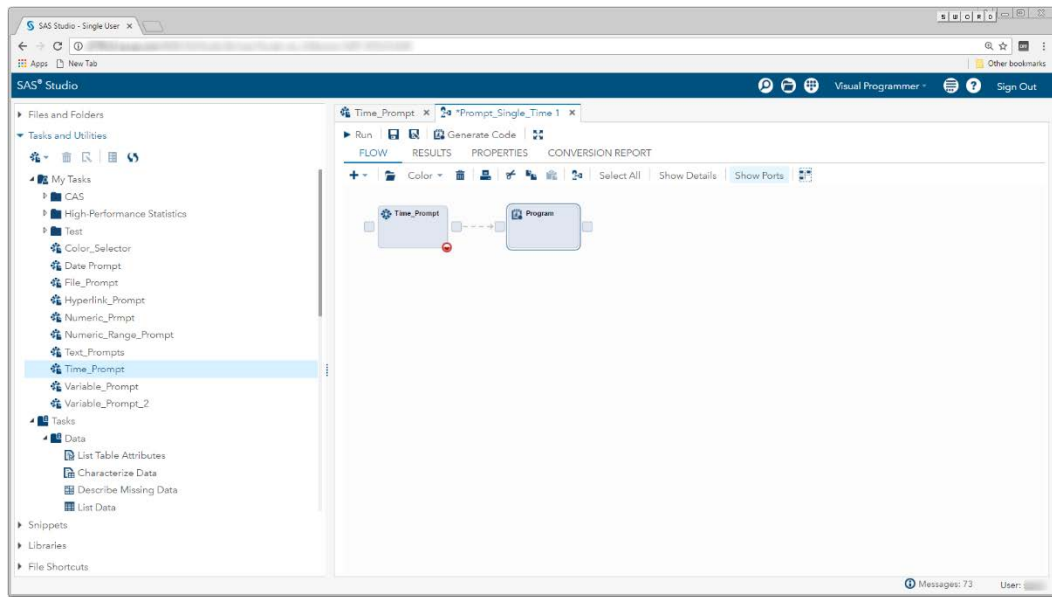 SAS Studio - Single User
S U O R D
Apps New Tab Other bookmarks
SAS® Studio Visual Programmer Sign Out
Files and Folders
Tasks and Utilities
My Tasks
CAS
High-Performance Statistics
Test
Color_Selector
Date Prompt
File_Prompt
Hyperlink_Prompt
Numeric_Prmpt
Numeric_Range_Prompt
Text_Prompts
Time_Prompt
Variable_Prompt
Variable_Prompt_2
Tasks
Data
List Table Attributes
Characterize Data
Describe Missing Data
List Data
Snippets
Libraries
File Shortcuts
Time_Prompt *Prompt_Single_Time 1
Run Generate Code
FLOW RESULTS PROPERTIES CONVERSION REPORT
Color Select All Show Details Show Ports
Time_Prompt Program
Messages: 73 User: